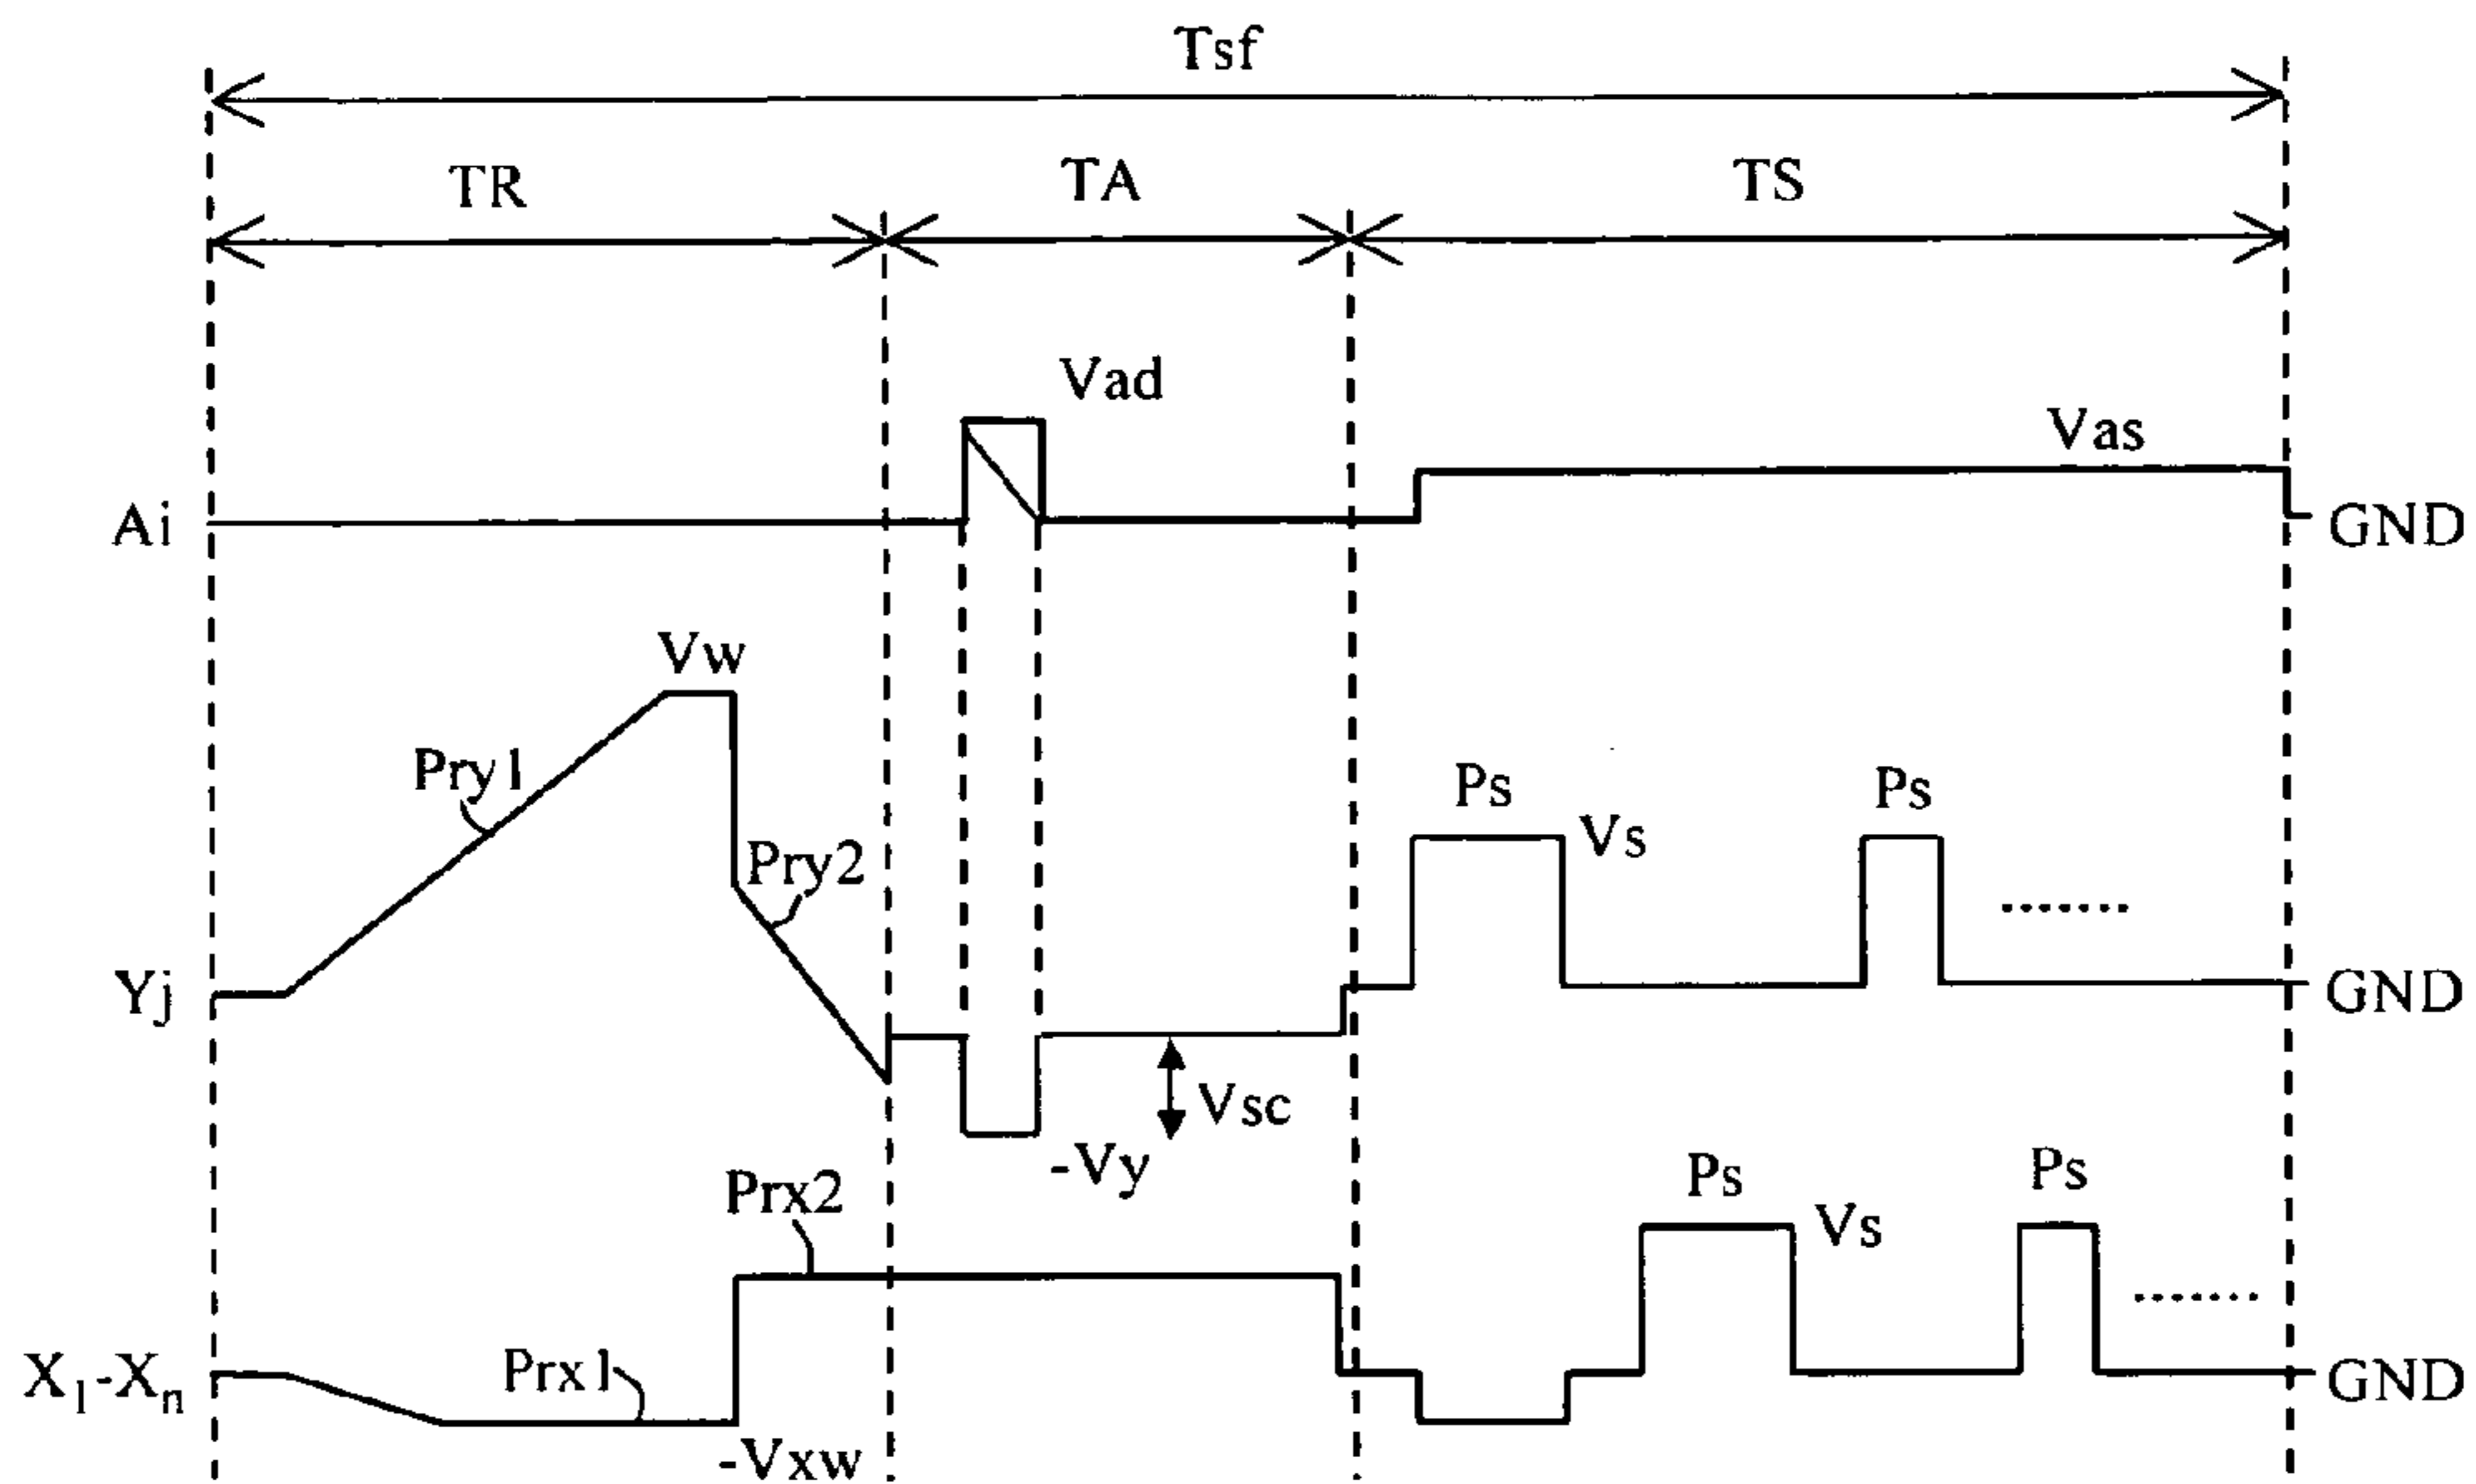 Tsf
TR TA TS
Vad
Vas
Ai GND
Vw
Pry1
Ps Ps
Vs
Pry2
Yj GND
Vsc
-Vy
Ps Ps
Prx2
Vs
X1-Xn Prx1 GND
-Vxw